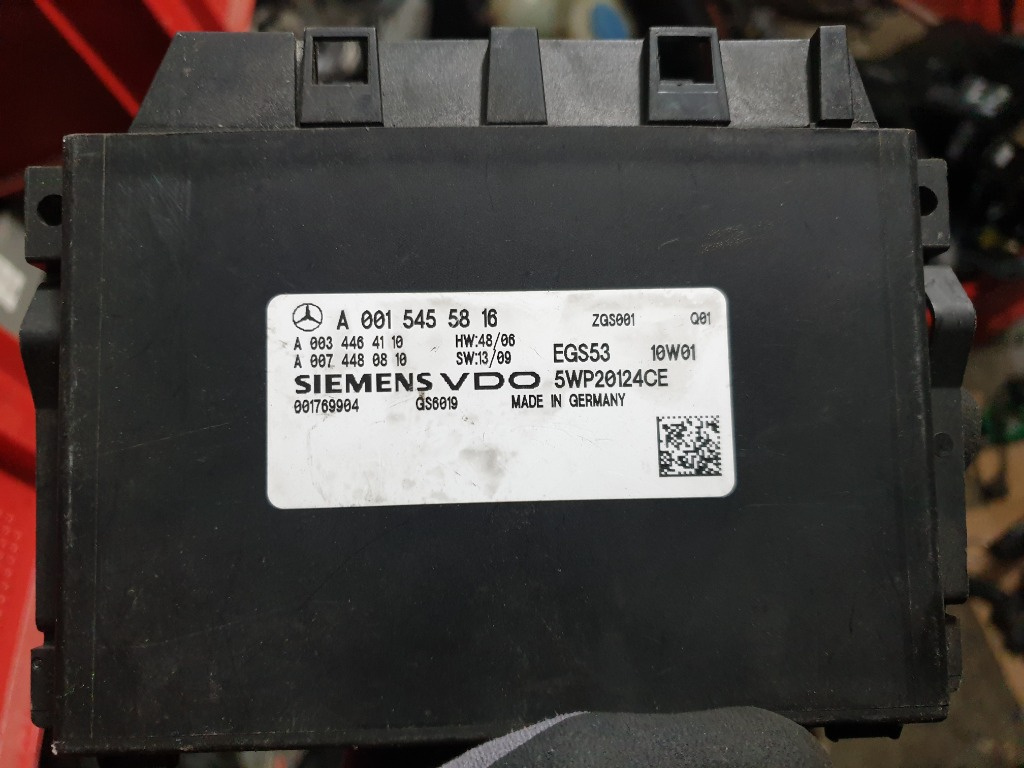 A 001 545 58 16 ZGS001 Q01
A 003 446 41 10 HW:48/06
A 007 448 08 10 SW:13/09 EGS53 10W01
SIEMENS VDO 5WP20124CE
001769904 GS6019 MADE IN GERMANY